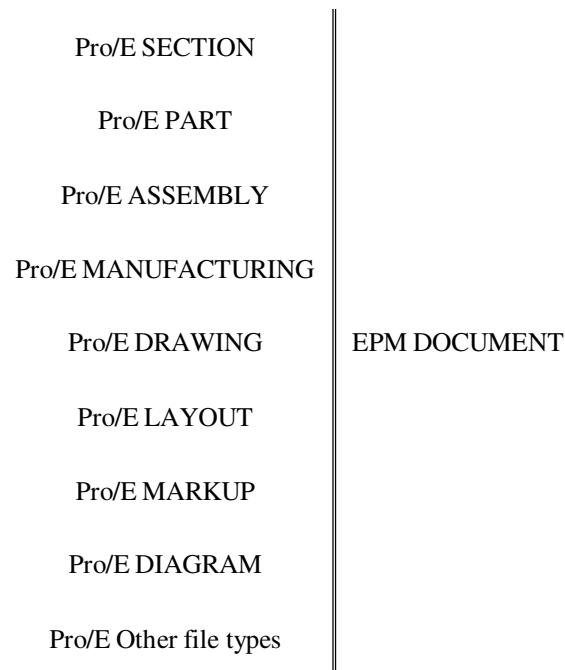 Pro/E SECTION
Pro/E PART
Pro/E ASSEMBLY
Pro/E MANUFACTURING
Pro/E DRAWING EPM DOCUMENT
Pro/E LAYOUT
Pro/E MARKUP
Pro/E DIAGRAM
Pro/E Other file types